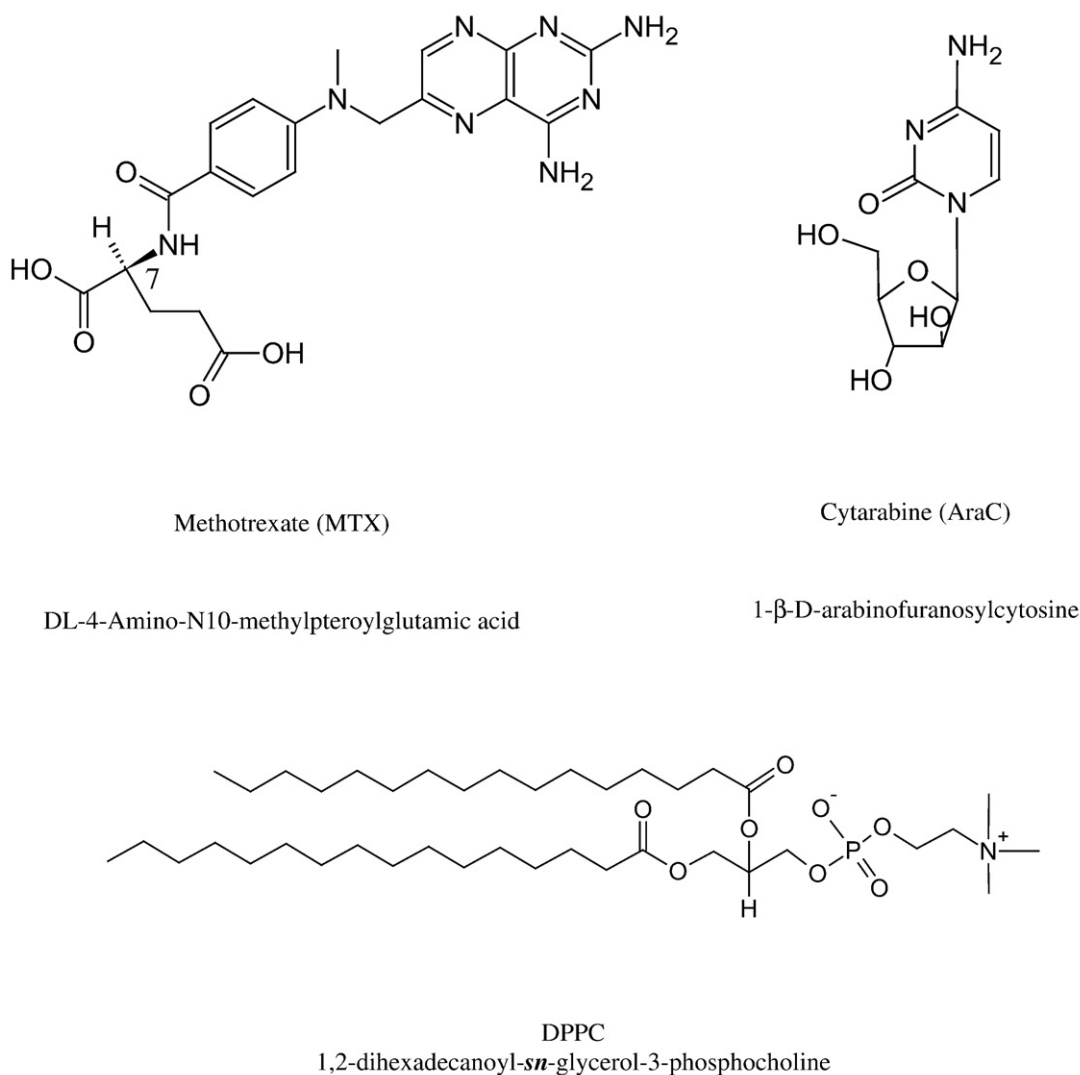 N N NH2
N N N
NH2
O
H NH
HO 7
O OH
O
NH2
N
O N
HO O
HO
HO
Methotrexate (MTX)
Cytarabine (AraC)
DL-4-Amino-N10-methylpteroylglutamic acid
1-β-D-arabinofuranosylcytosine
O
O O O- O
O O P N+
O
H
DPPC
1,2-dihexadecanoyl-sn-glycerol-3-phosphocholine